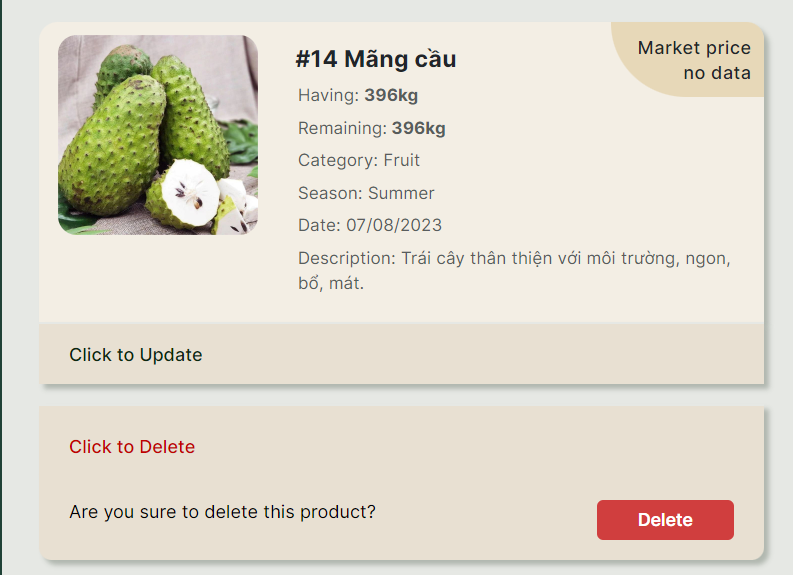 #14 Mãng cầu
Market price
no data
Having: 396kg
Remaining: 396kg
Category: Fruit
Season: Summer
Date: 07/08/2023
Description: Trái cây thân thiện với môi trường, ngon,
bổ, mát.
Click to Update
Click to Delete
Are you sure to delete this product?
Delete